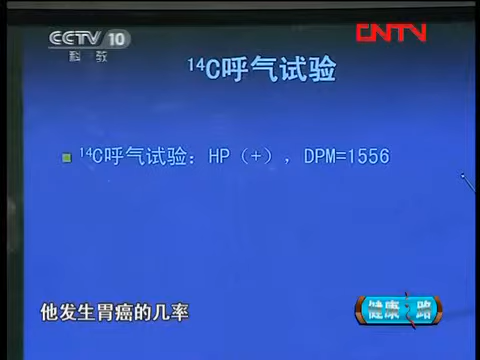 CCTV 10
科教
CNTV
¹⁴C呼气试验
¹⁴C呼气试验：HP（+），DPM=1556
他发生胃癌的几率
健康之路